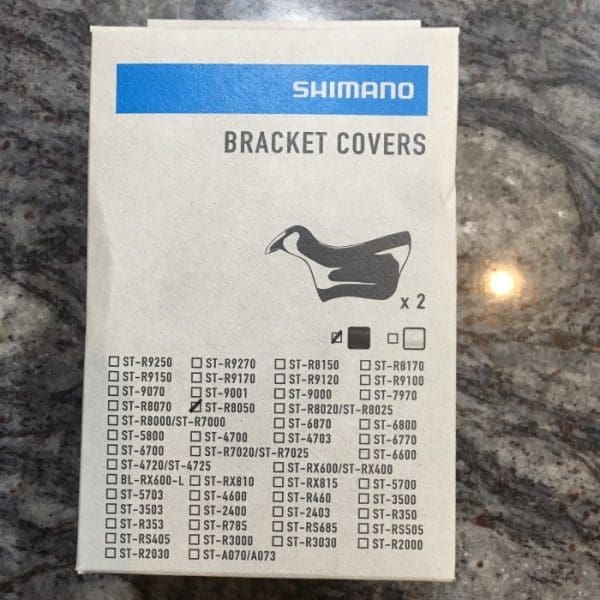 SHIMANO
BRACKET COVERS
x 2
ST-R9250 ST-R9270 ST-R8150 ST-R8170
ST-R9150 ST-R9170 ST-R9120 ST-R9100
ST-9070 ST-9001 ST-9000 ST-7970
ST-R8070 ST-R8050 ST-R8020/ST-R8025
ST-R8000/ST-R7000 ST-6870 ST-6800
ST-5800 ST-4700 ST-4703 ST-6770
ST-6700 ST-R7020/ST-R7025 ST-6600
ST-4720/ST-4725 ST-RX600/ST-RX400
BL-RX600-L ST-RX810 ST-RX815 ST-5700
ST-5703 ST-4600 ST-R460 ST-3500
ST-3503 ST-2400 ST-2403 ST-R350
ST-R353 ST-R785 ST-RS685 ST-RS505
ST-RS405 ST-R3000 ST-R3030 ST-R2000
ST-R2030 ST-A070/A073